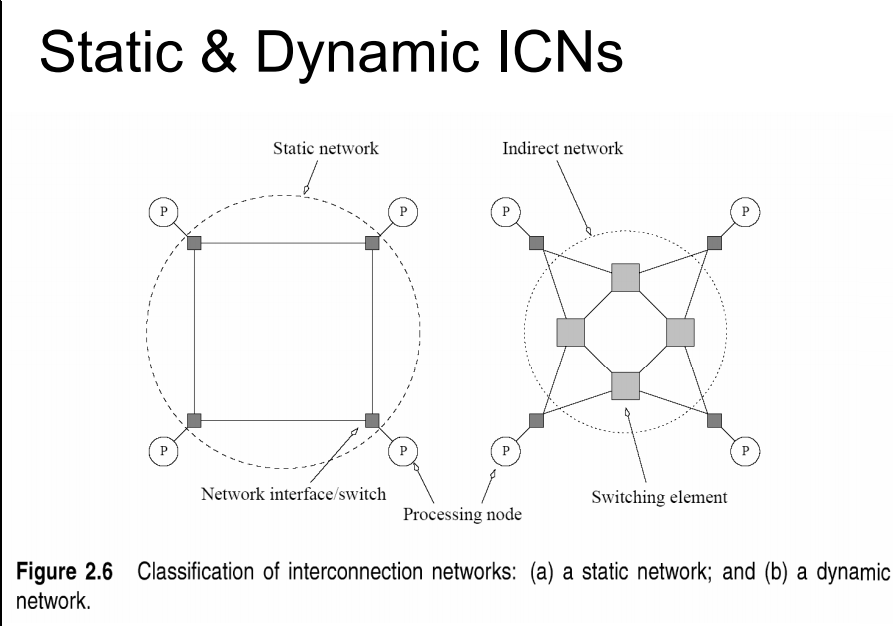 Static & Dynamic ICNs
Static network
Indirect network
P
P
P
P
P
P
P
P
Network interface/switch
Processing node
Switching element
Figure 2.6 Classification of interconnection networks: (a) a static network; and (b) a dynamic
network.